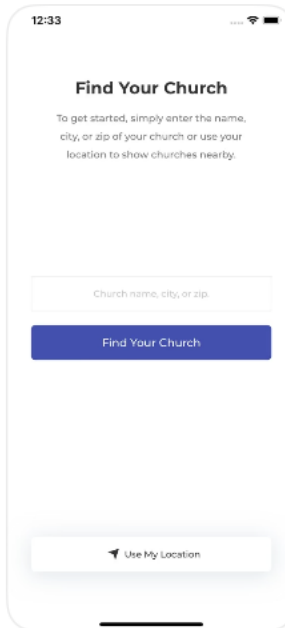 12:33
Find Your Church
To get started, simply enter the name,
city, or zip of your church or use your
location to show churches nearby.
Church name, city, or zip.
Find Your Church
Use My Location